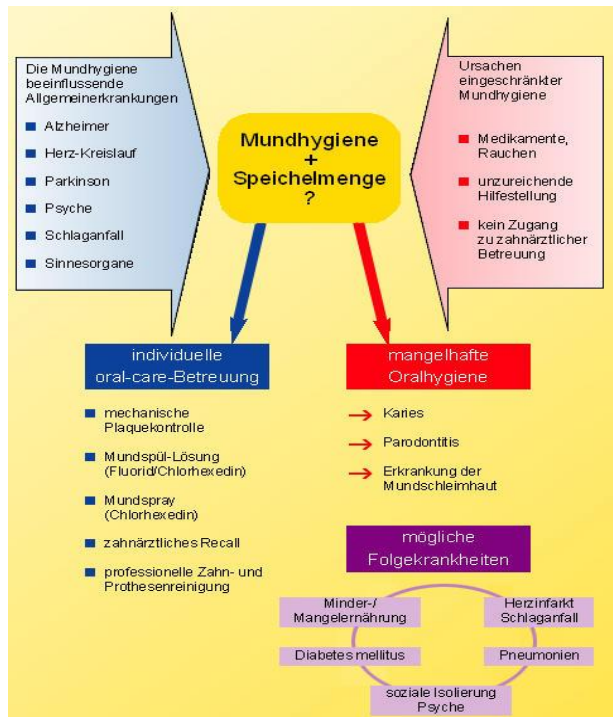 Die Mundhygiene
beeinflussende
Allgemeinerkrankungen
Alzheimer
Herz-Kreislauf
Parkinson
Psyche
Schlaganfall
Sinnesorgane
Mundhygiene
+
Speichelmenge
?
Ursachen
eingeschränkter
Mundhygiene
Medikamente,
Rauchen
unzureichende
Hilfestellung
kein Zugang
zu zahnärztlicher
Betreuung
individuelle
oral-care-Betreuung
mechanische
Plaquekontrolle
Mundspül-Lösung
(Fluorid/Chlorhexedin)
Mundspray
(Chlorhexedin)
zahnärztliches Recall
professionelle Zahn- und
Prothesenreinigung
mangelhafte
Oralhygiene
Karies
Parodontitis
Erkrankung der
Mundschleimhaut
mögliche
Folgekrankheiten
Minder-/
Mangelernährung
Herzinfarkt
Schlaganfall
Diabetes mellitus
Pneumonien
soziale Isolierung
Psyche